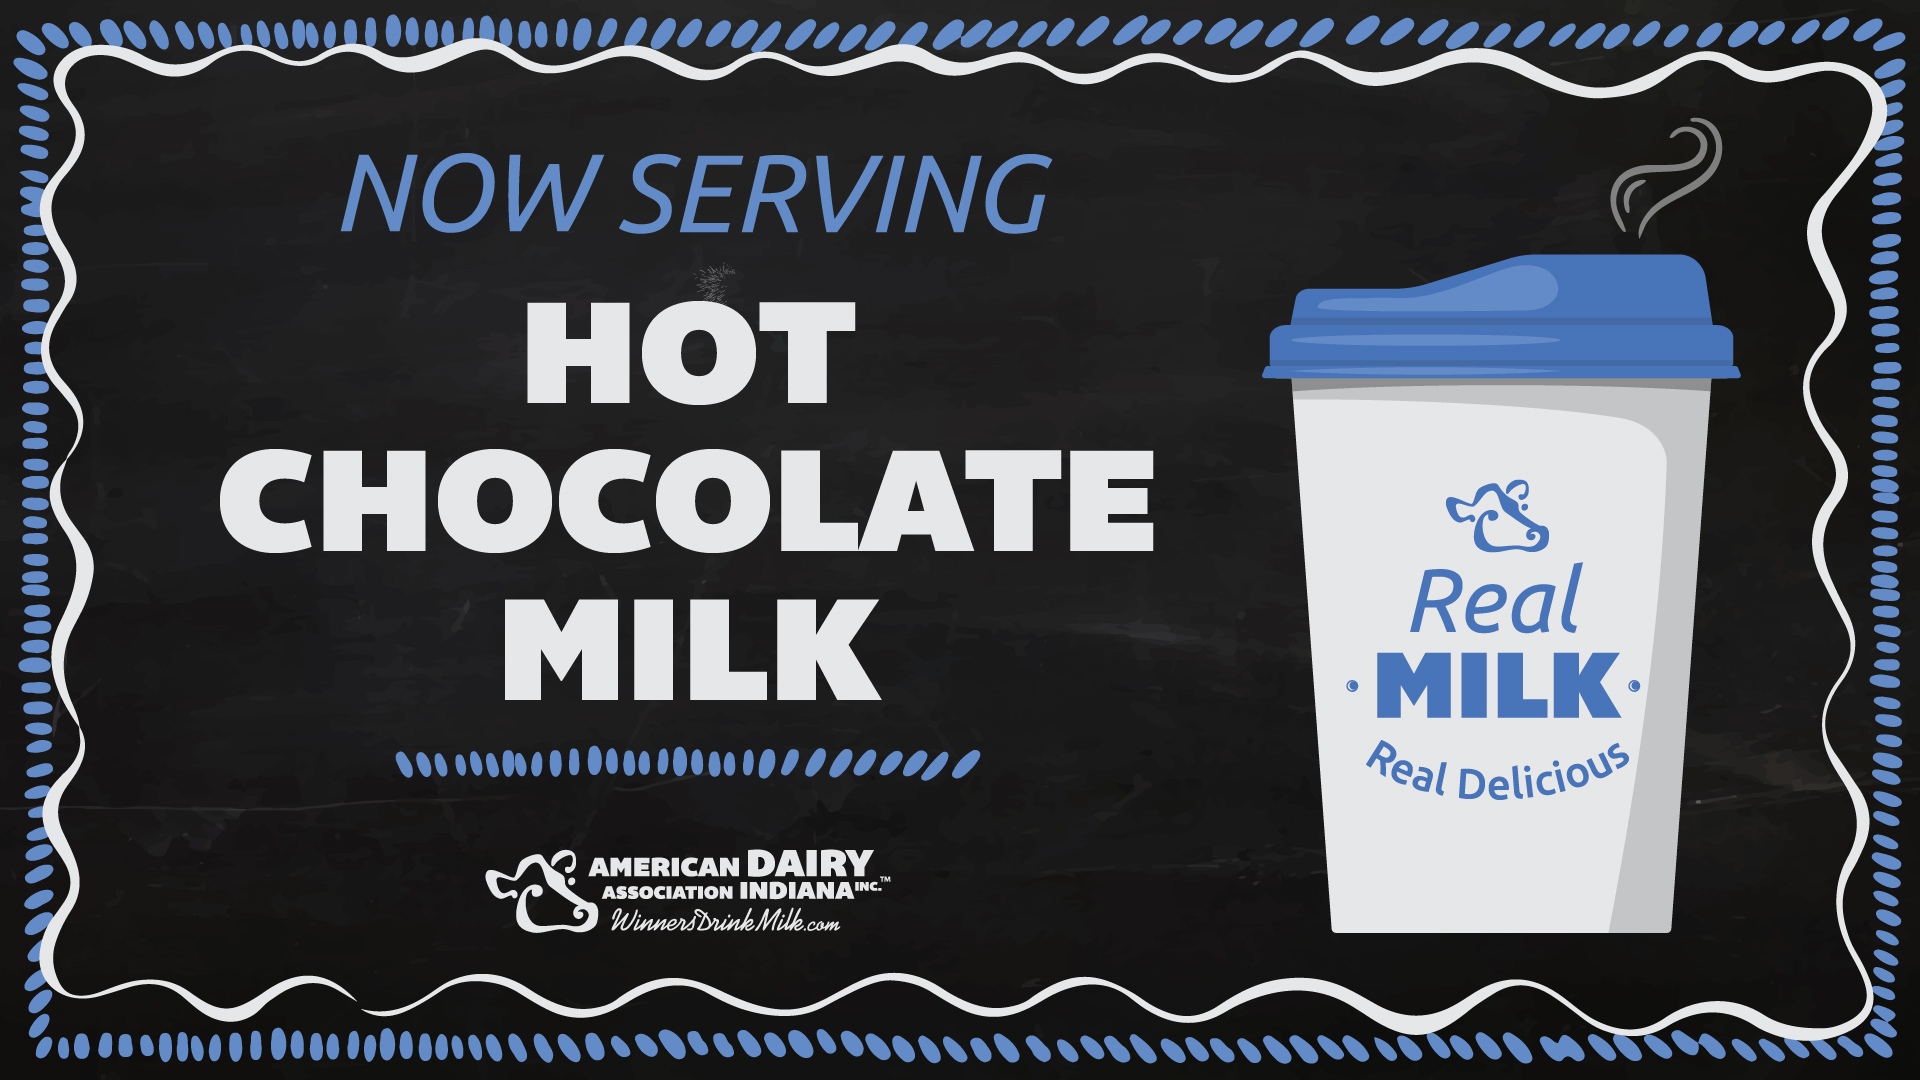 NOW SERVING
HOT
CHOCOLATE
MILK
AMERICAN DAIRY
ASSOCIATION INDIANA INC.™
WinnersDrinkMilk.com
Real
MILK
Real Delicious